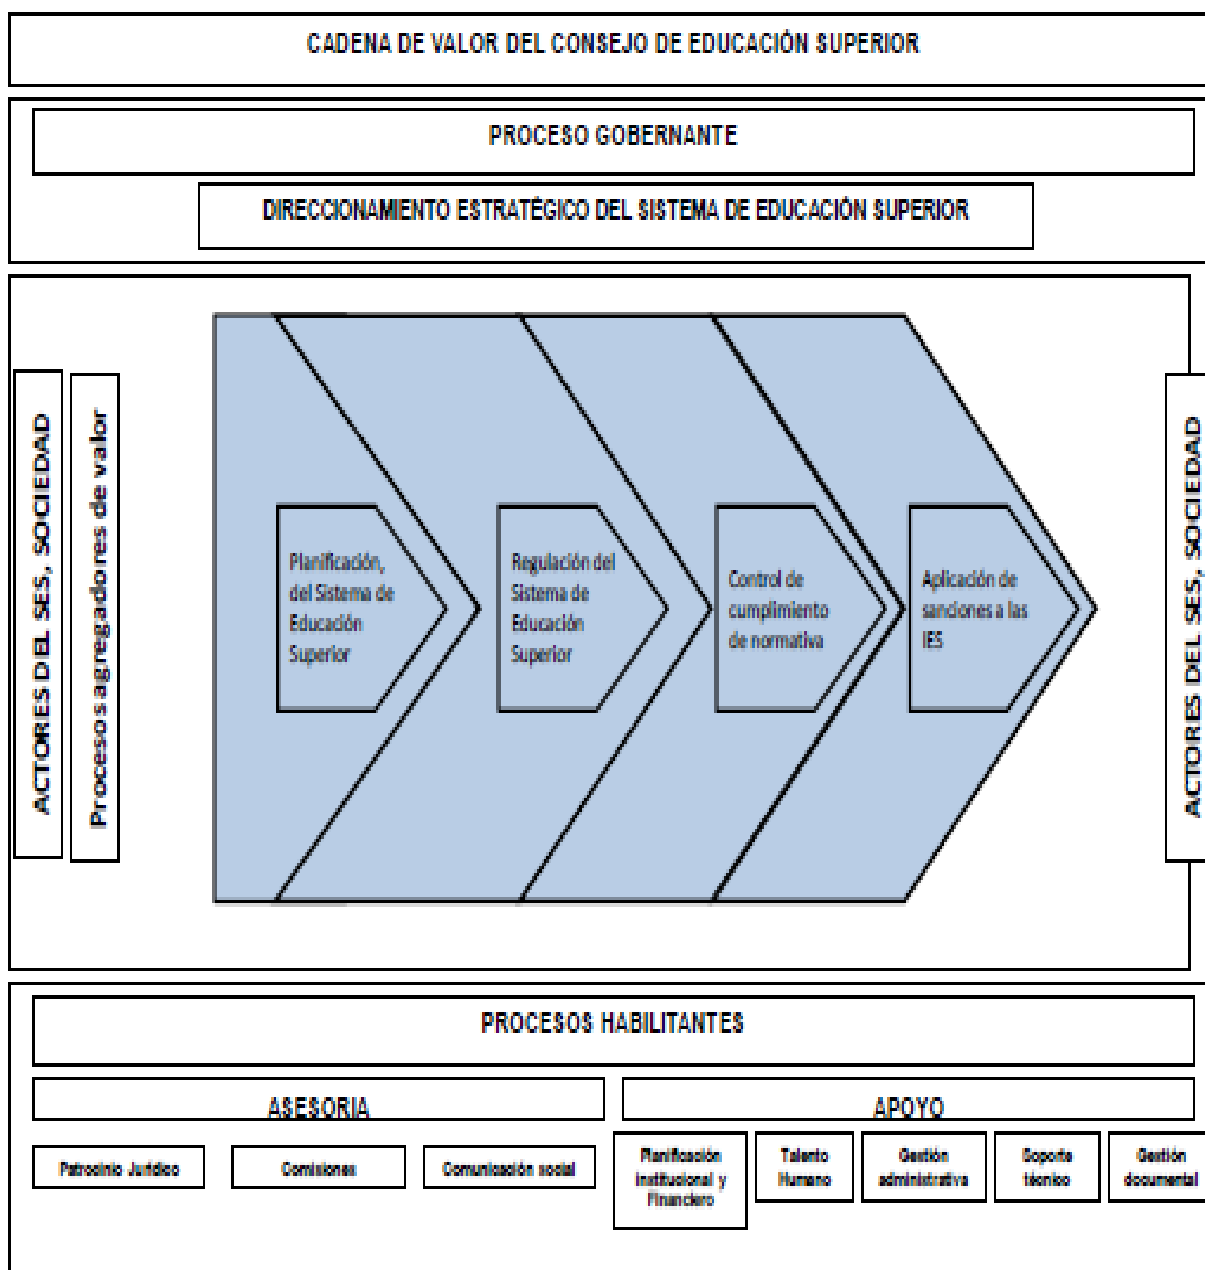 CADENA DE VALOR DEL CONSEJO DE EDUCACIÓN SUPERIOR
PROCESO GOBERNANTE
DIRECCIONAMIENTO ESTRATÉGICO DEL SISTEMA DE EDUCACIÓN SUPERIOR
ACTORES DEL SES, SOCIEDAD
Procesos agregadores de valor
Planificación,
del Sistema de
Educación
Superior
Regulación del
Sistema de
Educación
Superior
Control de
cumplimiento
de normativa
Aplicación de
sanciones a las
IES
ACTORES DEL SES, SOCIEDAD
PROCESOS HABILITANTES
ASESORIA
Patrocinio Jurídico
Comisiones
Comunicación social
APOYO
Planificación
Institucional y
Financiero
Talento
Humano
Gestión
administrativa
Soporte
técnico
Gestión
documental